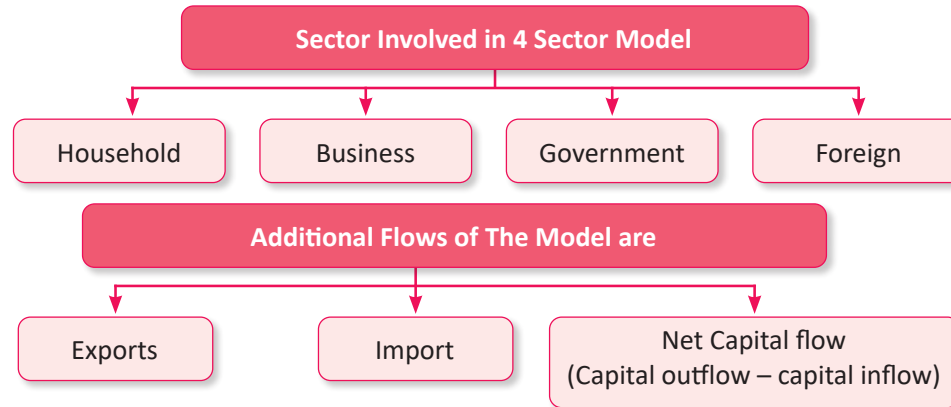 Sector Involved in 4 Sector Model
Household
Business
Government
Foreign
Additional Flows of The Model are
Exports
Import
Net Capital flow
(Capital outflow – capital inflow)